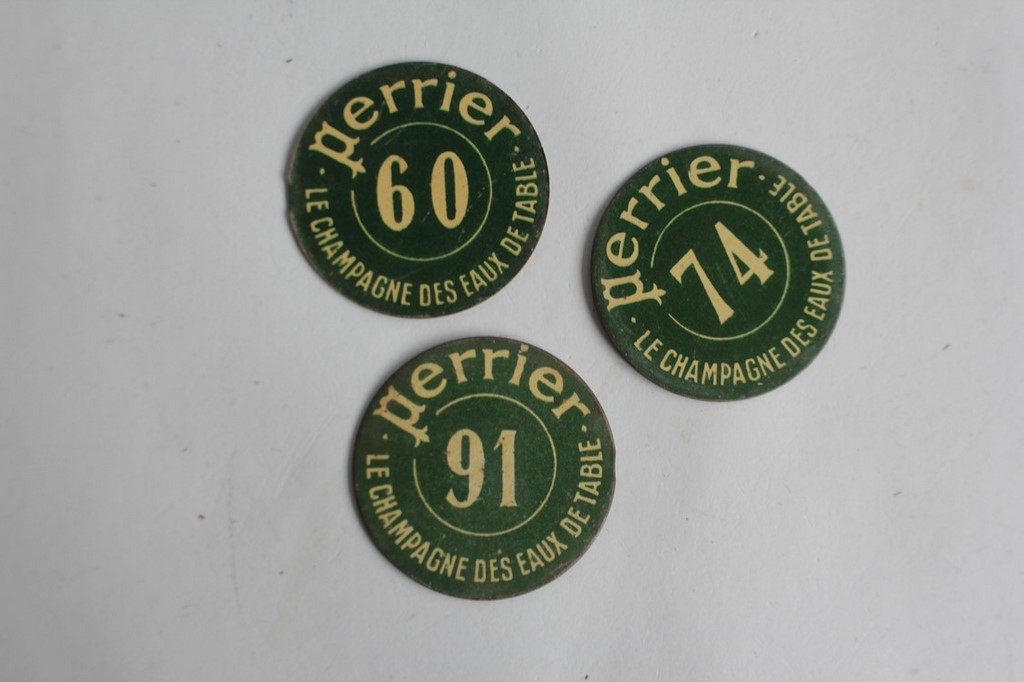 Perrier
60
· LE CHAMPAGNE DES EAUX DE TABLE ·
Perrier
74
· LE CHAMPAGNE DES EAUX DE TABLE ·
Perrier
91
· LE CHAMPAGNE DES EAUX DE TABLE ·